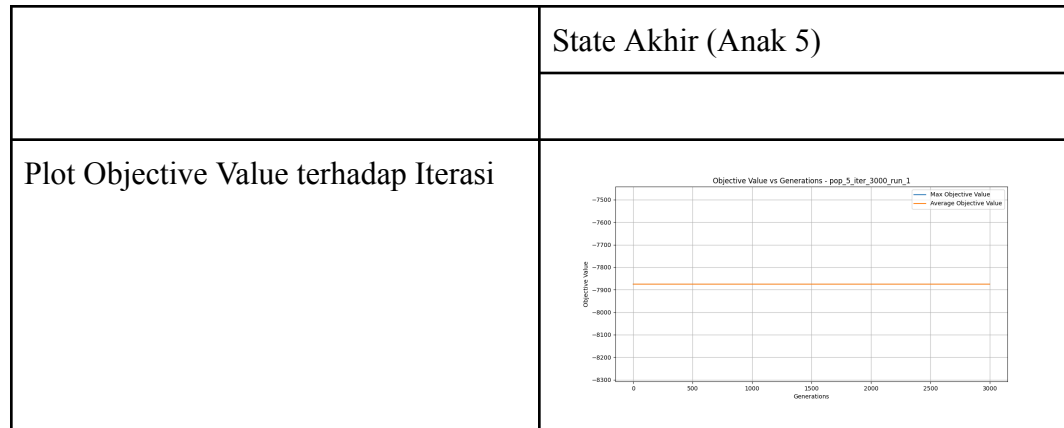 State Akhir (Anak 5)
Plot Objective Value terhadap Iterasi
Objective Value vs Generations - pop_5_iter_3000_run_1
Max Objective Value
Average Objective Value
Objective Value
−7500
−7600
−7700
−7800
−7900
−8000
−8100
−8200
−8300
0 500 1000 1500 2000 2500 3000
Generations